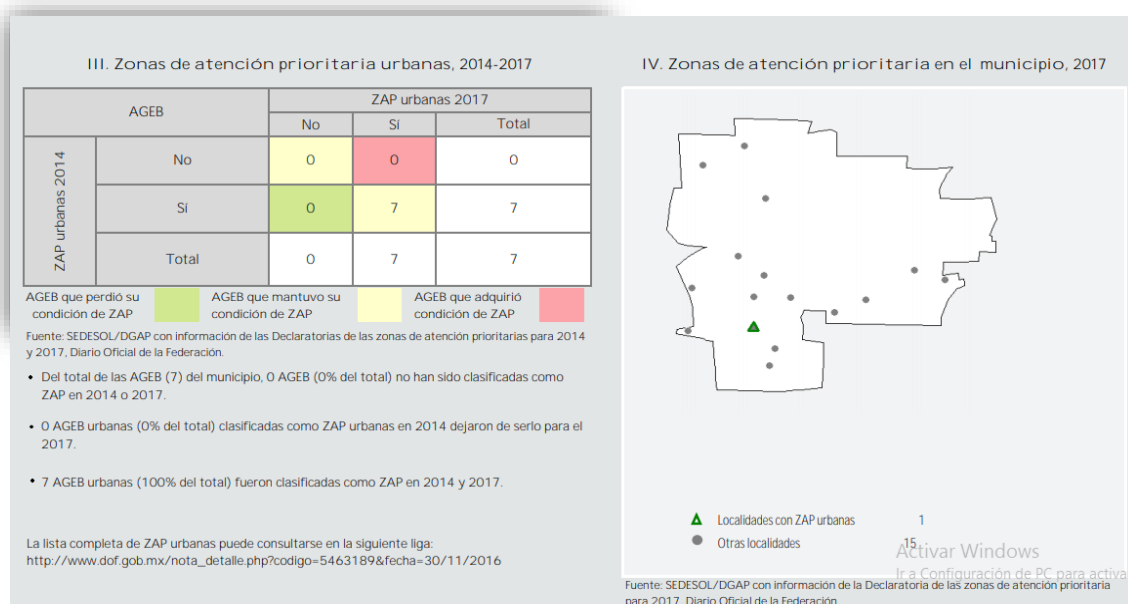 III. Zonas de atención prioritaria urbanas, 2014-2017
AGEB
ZAP urbanas 2017
No
Sí
Total
ZAP urbanas 2014
No
0
0
0
Sí
0
7
7
Total
0
7
7
AGEB que perdió su
condición de ZAP
AGEB que mantuvo su
condición de ZAP
AGEB que adquirió
condición de ZAP
Fuente: SEDESOL/DGAP con información de las Declaratorias de las zonas de atención prioritarias para 2014
y 2017, Diario Oficial de la Federación.
• Del total de las AGEB (7) del municipio, 0 AGEB (0% del total) no han sido clasificadas como
ZAP en 2014 o 2017.
• 0 AGEB urbanas (0% del total) clasificadas como ZAP urbanas en 2014 dejaron de serlo para el
2017.
• 7 AGEB urbanas (100% del total) fueron clasificadas como ZAP en 2014 y 2017.
La lista completa de ZAP urbanas puede consultarse en la siguiente liga:
http://www.dof.gob.mx/nota_detalle.php?codigo=5463189&fecha=30/11/2016
IV. Zonas de atención prioritaria en el municipio, 2017
Localidades con ZAP urbanas 1
Otras localidades 15
Activar Windows
Ir a Configuración de PC para activa
Fuente: SEDESOL/DGAP con información de la Declaratoria de las zonas de atención prioritaria
para 2017, Diario Oficial de la Federación